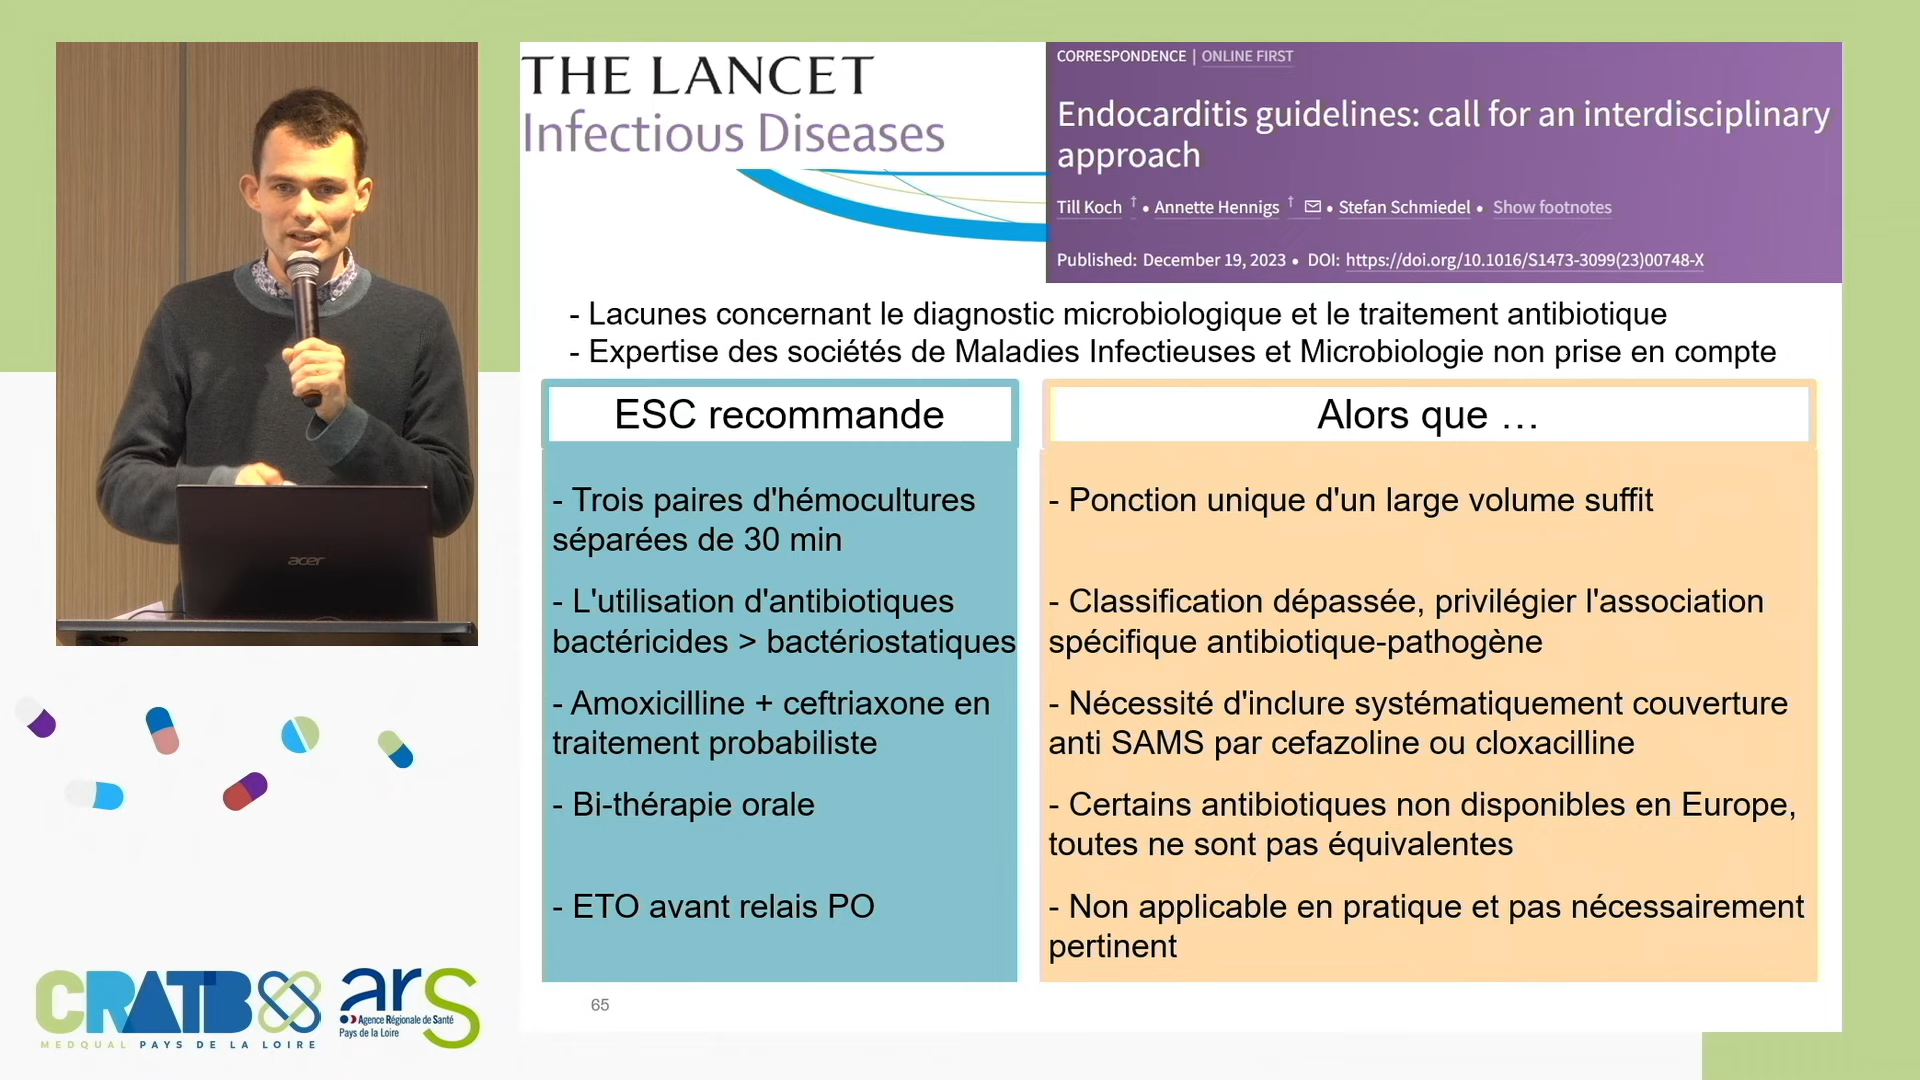 THE LANCET
Infectious Diseases
CORRESPONDENCE | ONLINE FIRST
Endocarditis guidelines: call for an interdisciplinary
approach
Till Koch † • Annette Hennigs † • Stefan Schmiedel • Show footnotes
Published: December 19, 2023 • DOI: https://doi.org/10.1016/S1473-3099(23)00748-X
- Lacunes concernant le diagnostic microbiologique et le traitement antibiotique
- Expertise des sociétés de Maladies Infectieuses et Microbiologie non prise en compte
ESC recommande
- Trois paires d'hémocultures
séparées de 30 min
- L'utilisation d'antibiotiques
bactéricides > bactériostatiques
- Amoxicilline + ceftriaxone en
traitement probabiliste
- Bi-thérapie orale
- ETO avant relais PO
Alors que …
- Ponction unique d'un large volume suffit
- Classification dépassée, privilégier l'association
spécifique antibiotique-pathogène
- Nécessité d'inclure systématiquement couverture
anti SAMS par cefazoline ou cloxacilline
- Certains antibiotiques non disponibles en Europe,
toutes ne sont pas équivalentes
- Non applicable en pratique et pas nécessairement
pertinent
65
acer
CRATB
MEDQUAL PAYS DE LA LOIRE
ars
Agence Régionale de Santé
Pays de la Loire